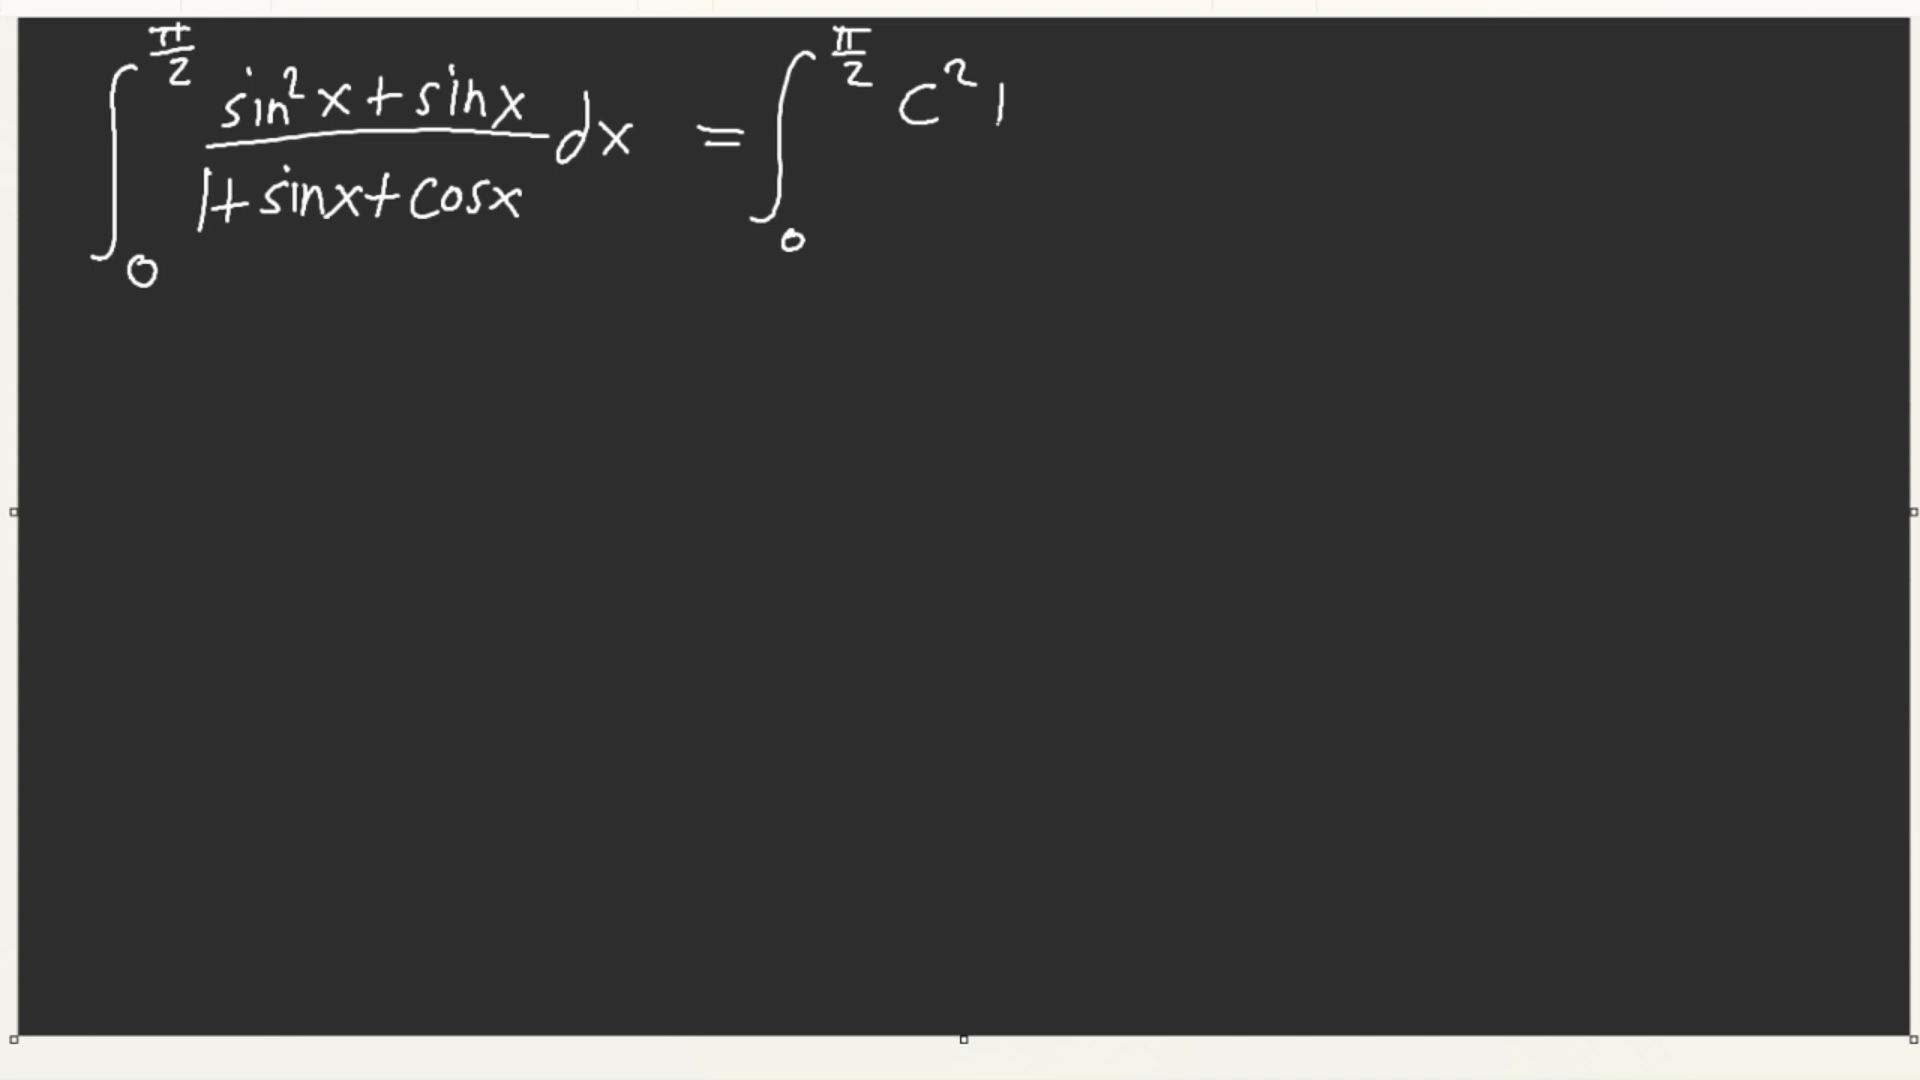 ∫₀^(π/2) (sin²x + sinx)/(1 + sinx + cosx) dx = ∫₀^(π/2) c² 1